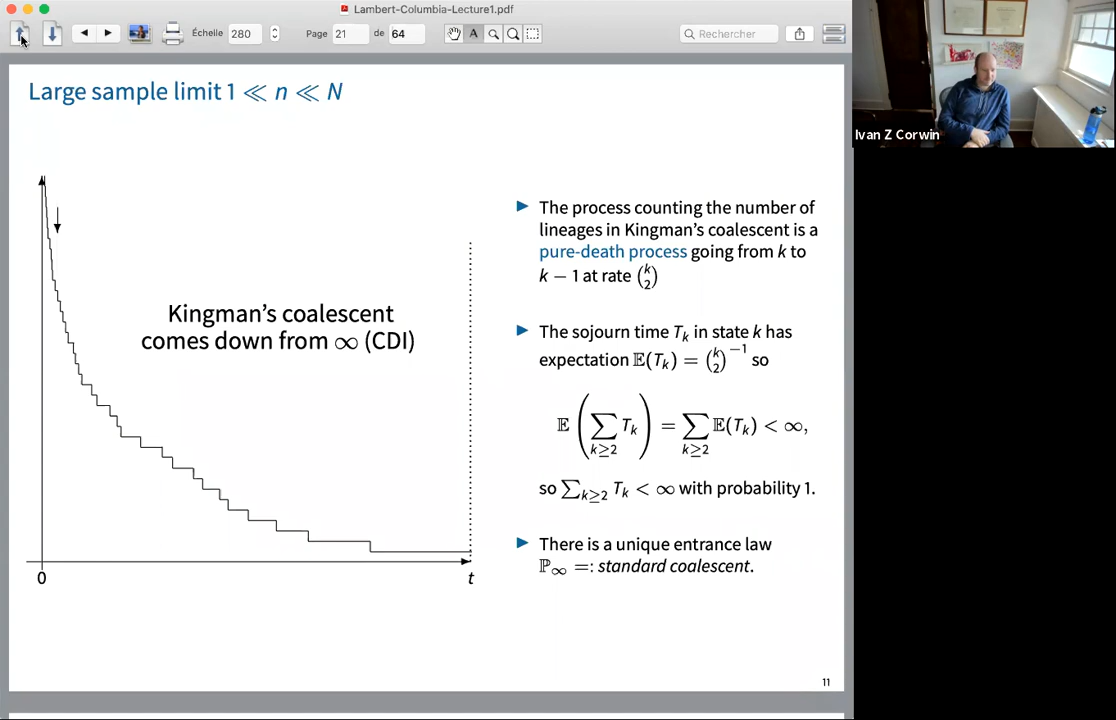 Lambert-Columbia-Lecture1.pdf
Échelle 280 Page 21 de 64 Rechercher
Large sample limit 1 ≪ n ≪ N
Kingman's coalescent
comes down from ∞ (CDI)
0
t
▶ The process counting the number of
lineages in Kingman's coalescent is a
pure-death process going from k to
k − 1 at rate (k 2)
▶ The sojourn time T_k in state k has
expectation 𝔼(T_k) = (k 2)^−1 so
𝔼 ( ∑_{k≥2} T_k ) = ∑_{k≥2} 𝔼(T_k) < ∞,
so ∑_{k≥2} T_k < ∞ with probability 1.
▶ There is a unique entrance law
ℙ_∞ =: standard coalescent.
11
Ivan Z Corwin